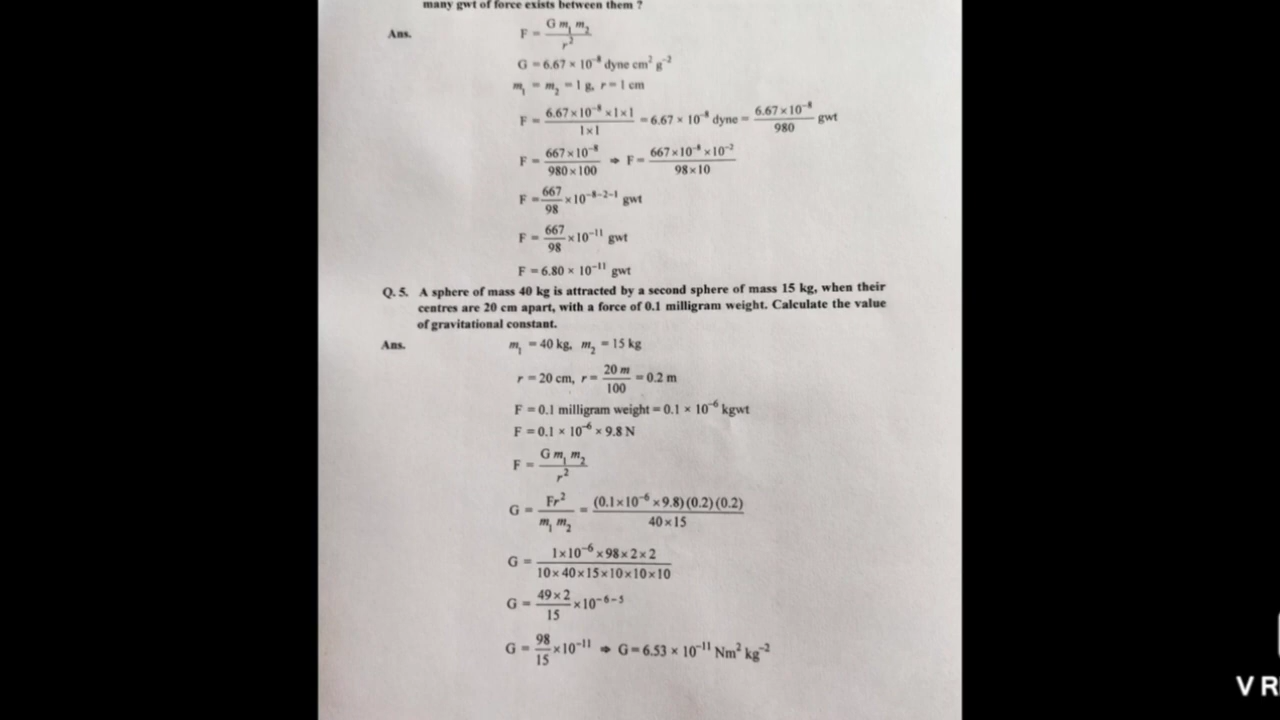 many gwt of force exists between them ?
Ans. F = G m₁ m₂ / r²
G = 6.67 × 10⁻⁸ dyne cm² g⁻²
m₁ = m₂ = 1 g, r = 1 cm
F = 6.67×10⁻⁸×1×1 / 1×1 = 6.67 × 10⁻⁸ dyne = 6.67×10⁻⁸ / 980 gwt
F = 667×10⁻⁸ / 980×100 ⇒ F = 667×10⁻⁸×10⁻² / 98×10
F = 667 / 98 × 10⁻⁸⁻²⁻¹ gwt
F = 667 / 98 ×10⁻¹¹ gwt
F = 6.80 × 10⁻¹¹ gwt
Q. 5. A sphere of mass 40 kg is attracted by a second sphere of mass 15 kg, when their
centres are 20 cm apart, with a force of 0.1 milligram weight. Calculate the value
of gravitational constant.
Ans. m₁ = 40 kg, m₂ = 15 kg
r = 20 cm, r = 20 m / 100 = 0.2 m
F = 0.1 milligram weight = 0.1 × 10⁻⁶ kgwt
F = 0.1 × 10⁻⁶ × 9.8 N
F = G m₁ m₂ / r²
G = Fr² / m₁ m₂ = (0.1×10⁻⁶×9.8)(0.2)(0.2) / 40×15
G = 1×10⁻⁶×98×2×2 / 10×40×15×10×10×10
G = 49×2 / 15 ×10⁻⁶⁻⁵
G = 98 / 15 ×10⁻¹¹ ⇒ G = 6.53 × 10⁻¹¹ Nm² kg⁻²
V R